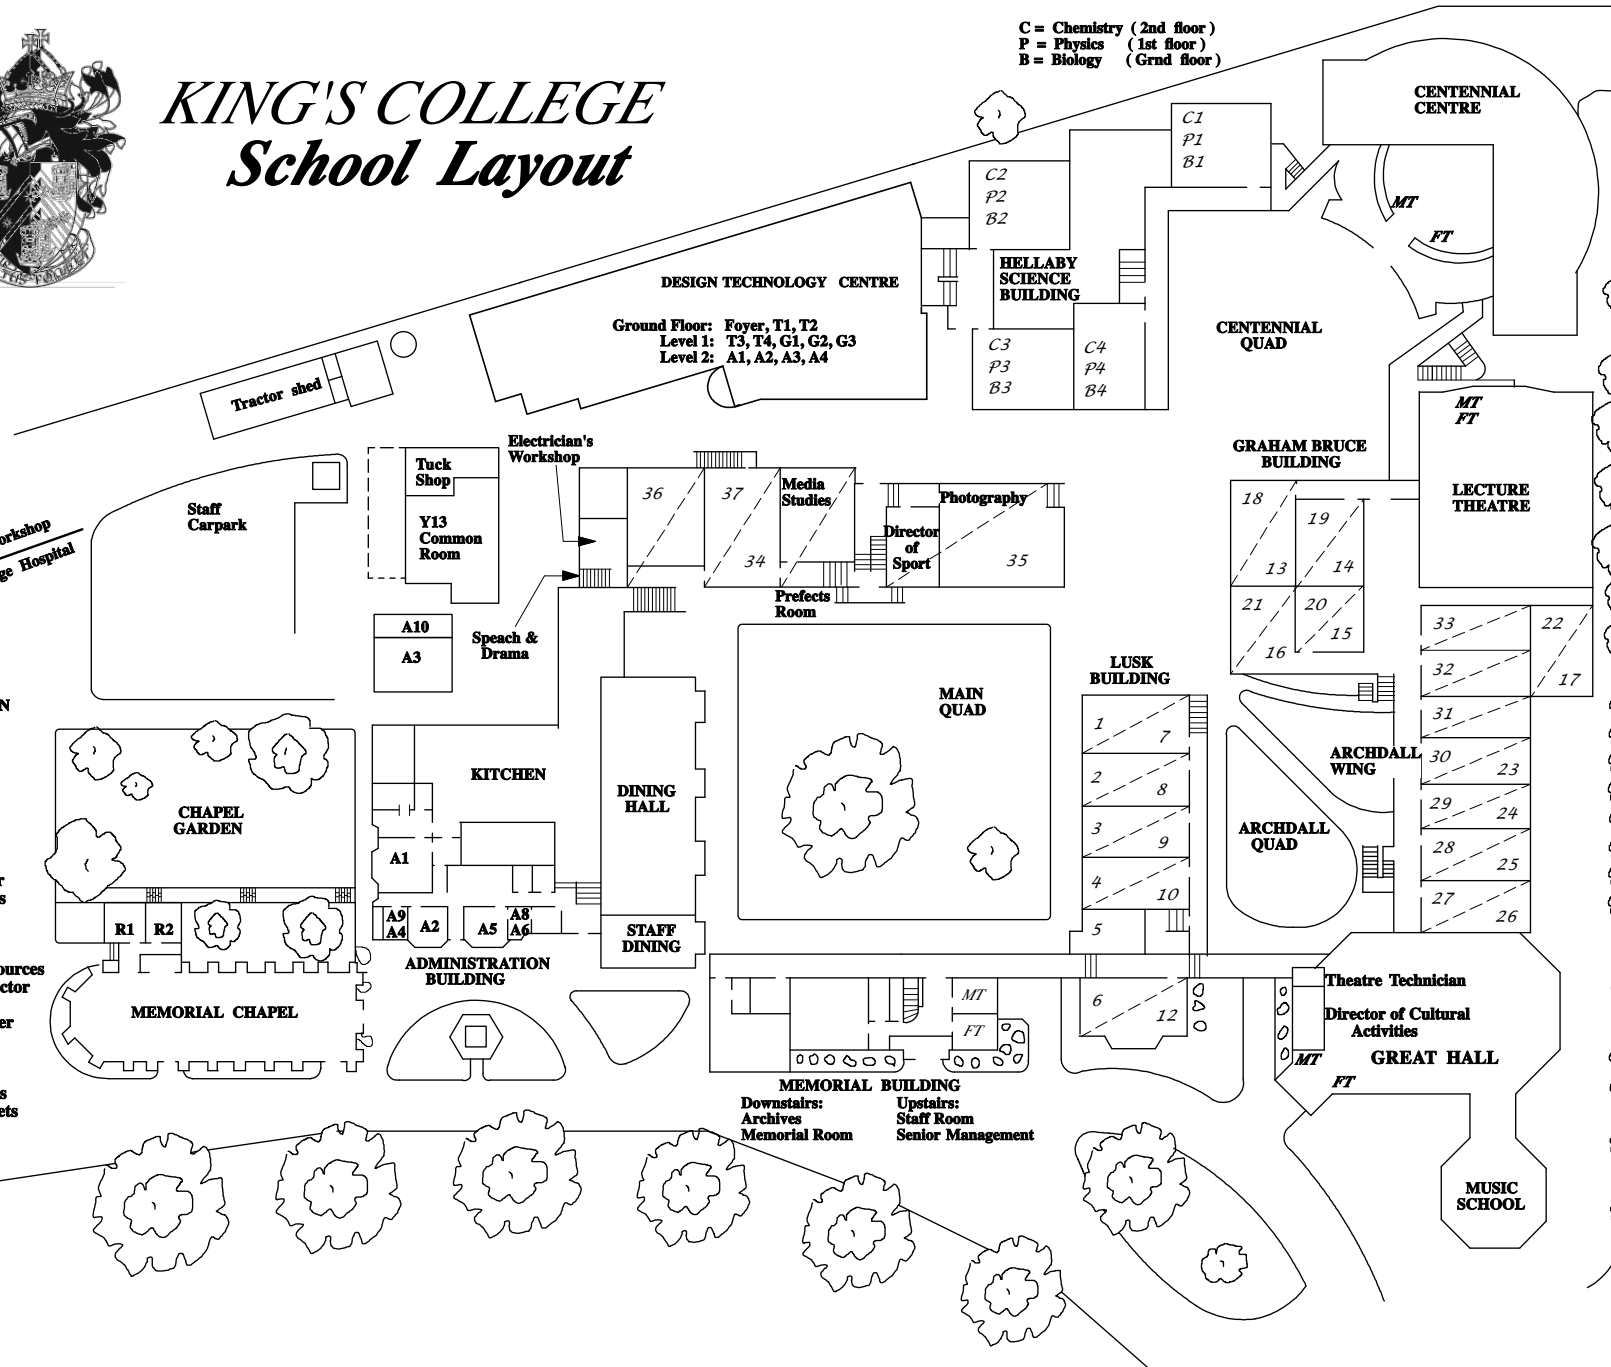 C = Chemistry ( 2nd floor )
P = Physics ( 1st floor )
B = Biology ( Grnd floor )
KING'S COLLEGE
School Layout
CENTENNIAL
CENTRE
C1
P1
B1
C2
P2
B2
MT
FT
HELLABY
SCIENCE
BUILDING
DESIGN TECHNOLOGY CENTRE
Ground Floor: Foyer, T1, T2
Level 1: T3, T4, G1, G2, G3
Level 2: A1, A2, A3, A4
CENTENNIAL
QUAD
C3
P3
B3
C4
P4
B4
Tractor shed
MT
FT
Electrician's
Workshop
Tuck
Shop
Y13
Common
Room
Staff
Carpark
orkshop
ge Hospital
36
37
34
Media
Studies
Photography
Director
of
Sport
35
Prefects
Room
GRAHAM BRUCE
BUILDING
18
13
19
14
21
16
20
15
LECTURE
THEATRE
A10
A3
Speach &
Drama
33
22
32
17
31
30
23
29
24
28
25
27
26
LUSK
BUILDING
1
7
2
8
3
9
4
10
5
6
12
MAIN
QUAD
N
KITCHEN
DINING
HALL
ARCHDALL
WING
ARCHDALL
QUAD
CHAPEL
GARDEN
A1
r
s
A9
A4
A2
A5
A8
A6
R1
R2
STAFF
DINING
ADMINISTRATION
BUILDING
ources
ctor
er
s
ets
MEMORIAL CHAPEL
MT
FT
Theatre Technician
Director of Cultural
Activities
MT
GREAT HALL
FT
MEMORIAL BUILDING
Downstairs:
Archives
Memorial Room
Upstairs:
Staff Room
Senior Management
MUSIC
SCHOOL